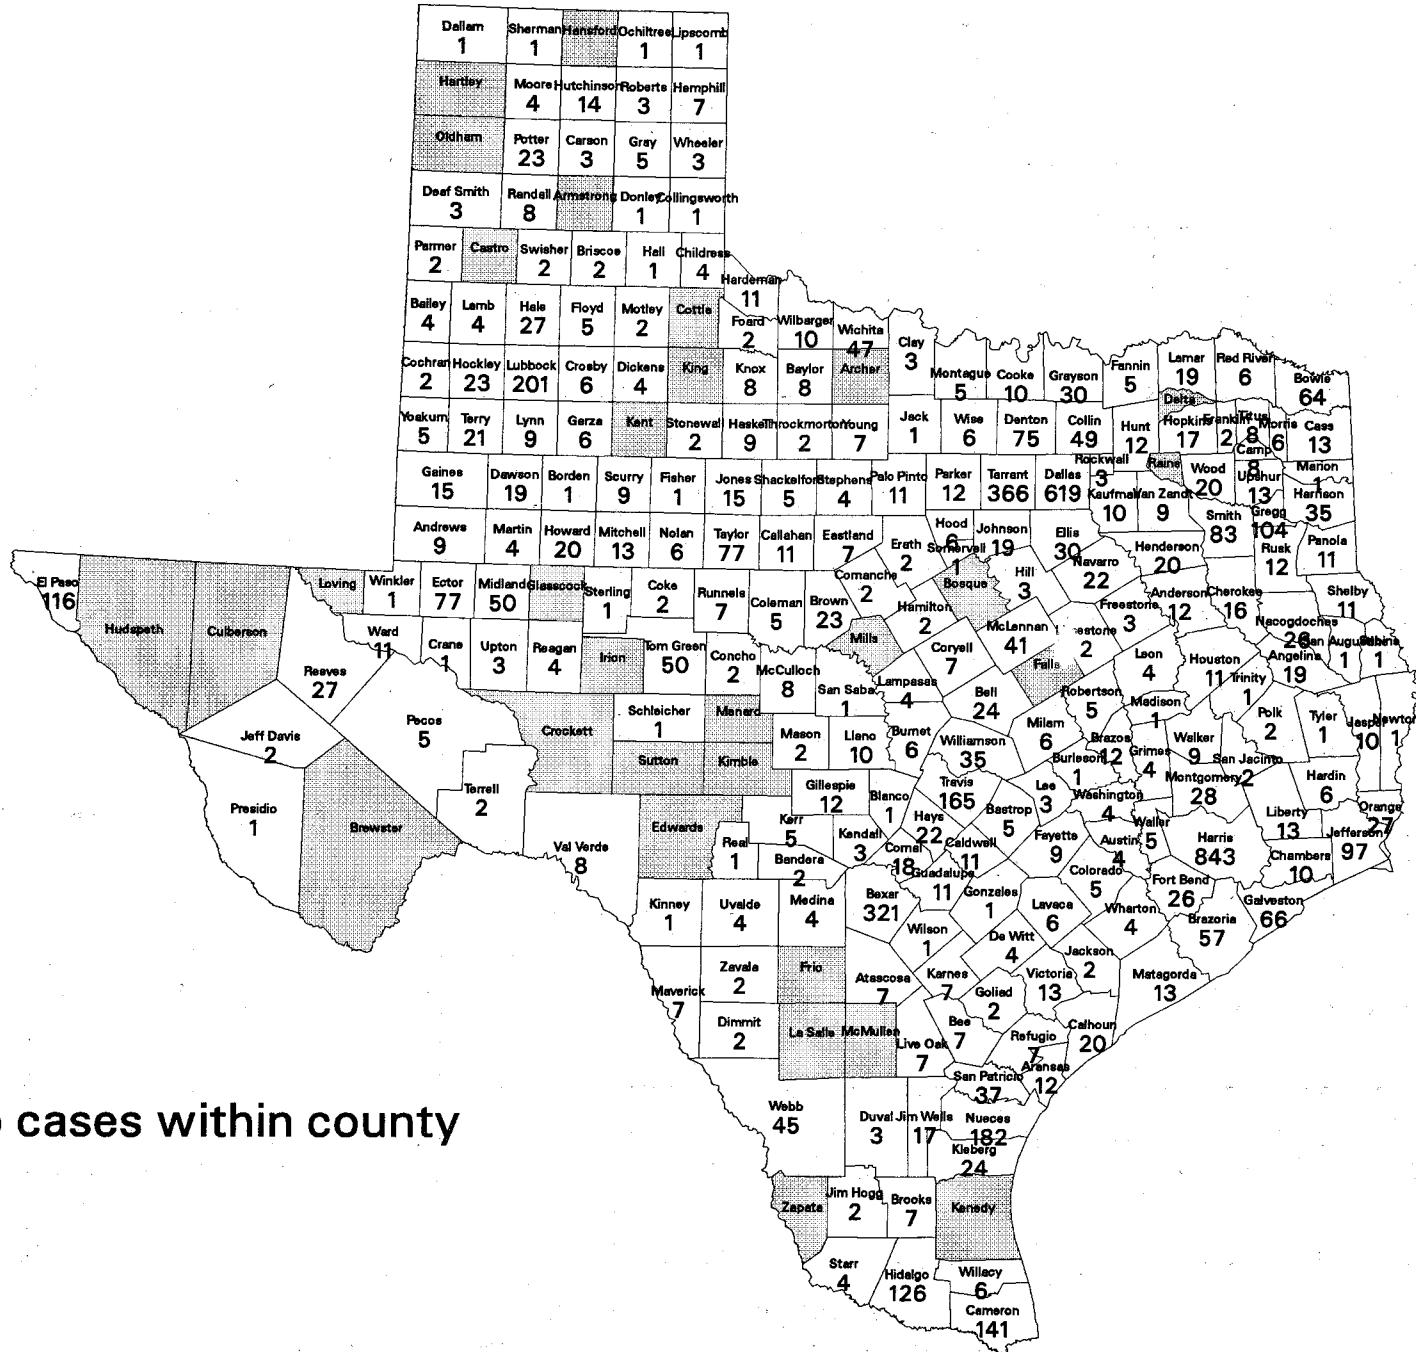 Dallam
1
Sherman
1
Hansford
Ochiltree
1
Lipscomb
1
Hartley
Moore
4
Hutchinson
14
Roberts
3
Hemphill
7
Oldham
Potter
23
Carson
3
Gray
5
Wheeler
3
Deaf Smith
3
Randall
8
Armstrong
Donley
1
Collingsworth
1
Parmer
2
Castro
Swisher
2
Briscoe
2
Hall
1
Childress
4
Hardeman
11
Bailey
4
Lamb
4
Hale
27
Floyd
5
Motley
2
Cottle
Foard
2
Wilbarger
10
Wichita
47
Clay
3
Cochran
2
Hockley
23
Lubbock
201
Crosby
6
Dickens
4
King
Knox
8
Baylor
8
Archer
Montague
5
Cooke
10
Grayson
30
Fannin
5
Lamar
19
Red River
6
Bowie
64
Delta
Yoakum
5
Terry
21
Lynn
9
Garza
6
Kent
Stonewall
2
Haskell
9
Throckmorton
2
Young
7
Jack
1
Wise
6
Denton
75
Collin
49
Hunt
12
Hopkins
17
Franklin
2
Titus
8
Morris
6
Cass
13
Camp
8
Rockwall
3
Rains
Wood
20
Upshur
13
Marion
1
Gaines
15
Dawson
19
Borden
1
Scurry
9
Fisher
1
Jones
15
Shackelford
5
Stephens
4
Palo Pinto
11
Parker
12
Tarrant
366
Dallas
619
Kaufman
10
Van Zandt
9
Smith
83
Gregg
104
Harrison
35
Andrews
9
Martin
4
Howard
20
Mitchell
13
Nolan
6
Taylor
77
Callahan
11
Eastland
7
Erath
2
Hood
6
Somervell
1
Johnson
19
Ellis
30
Navarro
22
Henderson
20
Rusk
12
Panola
11
El Paso
116
Hudspeth
Culberson
Loving
Winkler
1
Ector
77
Midland
50
Glasscock
Sterling
1
Coke
2
Runnels
7
Coleman
5
Brown
23
Comanche
2
Hamilton
2
Bosque
Hill
3
Freestone
3
Anderson
12
Cherokee
16
Nacogdoches
26
Shelby
11
Reeves
27
Ward
11
Crane
1
Upton
3
Reagan
4
Irion
Tom Green
50
Concho
2
McCulloch
8
San Saba
1
Mills
Lampasas
4
Coryell
7
McLennan
41
estone
2
Falls
Leon
4
Houston
11
Trinity
1
Angelina
19
San Augus
1
Sabine
1
Jeff Davis
2
Pecos
5
Crockett
Schleicher
1
Menard
Mason
2
Llano
10
Burnet
6
Bell
24
Milam
6
Robertson
5
Madison
1
Brazos
12
Grimes
4
Walker
9
San Jacinto
2
Polk
2
Tyler
1
Jasper
10
Newton
1
Presidio
1
Brewster
Terrell
2
Sutton
Kimble
Gillespie
12
Blanco
1
Williamson
35
Travis
165
Burleson
1
Lee
3
Washington
4
Montgomery
28
Liberty
13
Hardin
6
Orange
27
Val Verde
8
Edwards
Real
1
Kerr
5
Bandera
2
Kendall
3
Hays
22
Comal
18
Caldwell
11
Bastrop
5
Fayette
9
Austin
4
Waller
5
Harris
843
Chambers
10
Jefferson
97
Kinney
1
Uvalde
4
Medina
4
Bexar
321
Guadalupe
11
Gonzales
1
Lavaca
6
Colorado
5
Wharton
4
Fort Bend
26
Brazoria
57
Galveston
66
Maverick
7
Zavala
2
Frio
Atascosa
7
Wilson
1
Karnes
7
De Witt
4
Goliad
2
Victoria
13
Jackson
2
Matagorda
13
Dimmit
2
La Salle
McMullen
Live Oak
7
Bee
7
Refugio
7
Calhoun
20
Aransas
12
San Patricio
37
Webb
45
Duval
3
Jim Wells
17
Nueces
182
Kleberg
24
cases within county
Zapata
Jim Hogg
2
Brooks
7
Kenedy
Starr
4
Hidalgo
126
Willacy
6
Cameron
141